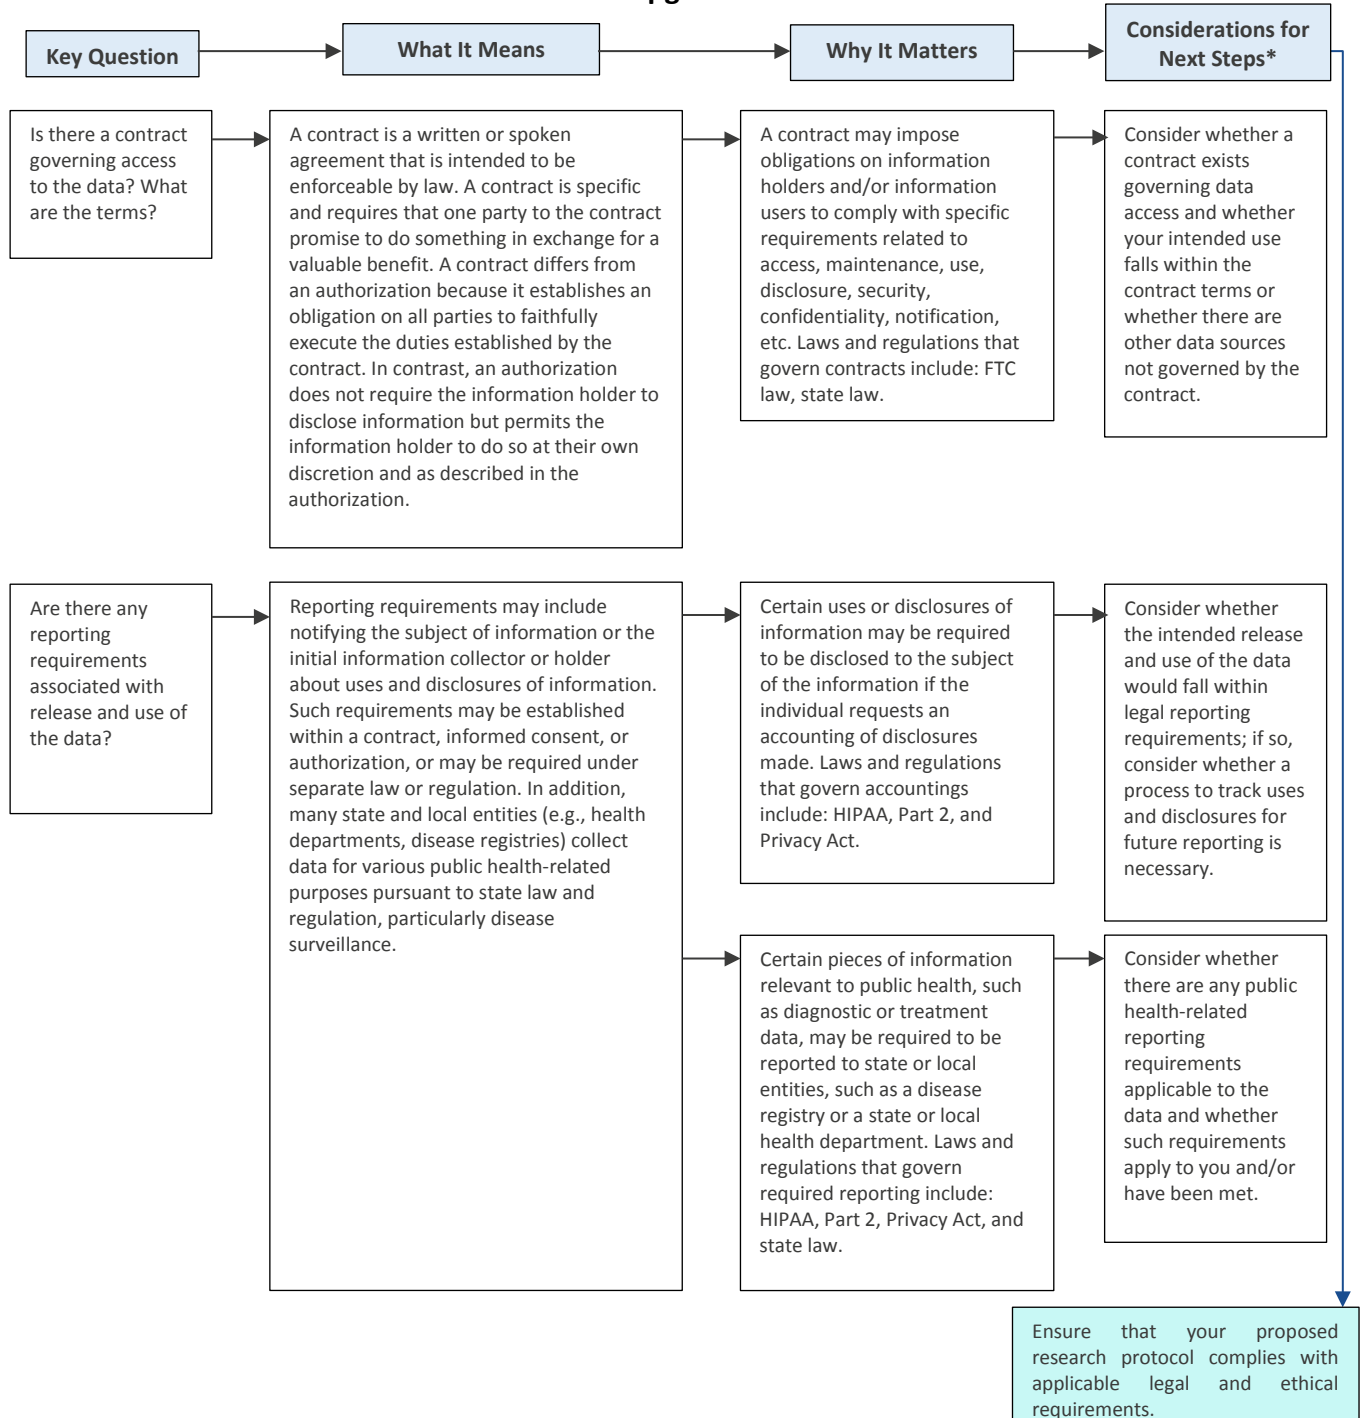 Key Question
What It Means
Why It Matters
Considerations for
Next Steps*
Is there a contract
governing access
to the data? What
are the terms?
A contract is a written or spoken
agreement that is intended to be
enforceable by law. A contract is specific
and requires that one party to the contract
promise to do something in exchange for a
valuable benefit. A contract differs from
an authorization because it establishes an
obligation on all parties to faithfully
execute the duties established by the
contract. In contrast, an authorization
does not require the information holder to
disclose information but permits the
information holder to do so at their own
discretion and as described in the
authorization.
A contract may impose
obligations on information
holders and/or information
users to comply with specific
requirements related to
access, maintenance, use,
disclosure, security,
confidentiality, notification,
etc. Laws and regulations that
govern contracts include: FTC
law, state law.
Consider whether a
contract exists
governing data
access and whether
your intended use
falls within the
contract terms or
whether there are
other data sources
not governed by the
contract.
Are there any
reporting
requirements
associated with
release and use of
the data?
Reporting requirements may include
notifying the subject of information or the
initial information collector or holder
about uses and disclosures of information.
Such requirements may be established
within a contract, informed consent, or
authorization, or may be required under
separate law or regulation. In addition,
many state and local entities (e.g., health
departments, disease registries) collect
data for various public health-related
purposes pursuant to state law and
regulation, particularly disease
surveillance.
Certain uses or disclosures of
information may be required
to be disclosed to the subject
of the information if the
individual requests an
accounting of disclosures
made. Laws and regulations
that govern accountings
include: HIPAA, Part 2, and
Privacy Act.
Consider whether
the intended release
and use of the data
would fall within
legal reporting
requirements; if so,
consider whether a
process to track uses
and disclosures for
future reporting is
necessary.
Certain pieces of information
relevant to public health, such
as diagnostic or treatment
data, may be required to be
reported to state or local
entities, such as a disease
registry or a state or local
health department. Laws and
regulations that govern
required reporting include:
HIPAA, Part 2, Privacy Act, and
state law.
Consider whether
there are any public
health-related
reporting
requirements
applicable to the
data and whether
such requirements
apply to you and/or
have been met.
Ensure that your proposed
research protocol complies with
applicable legal and ethical
requirements.